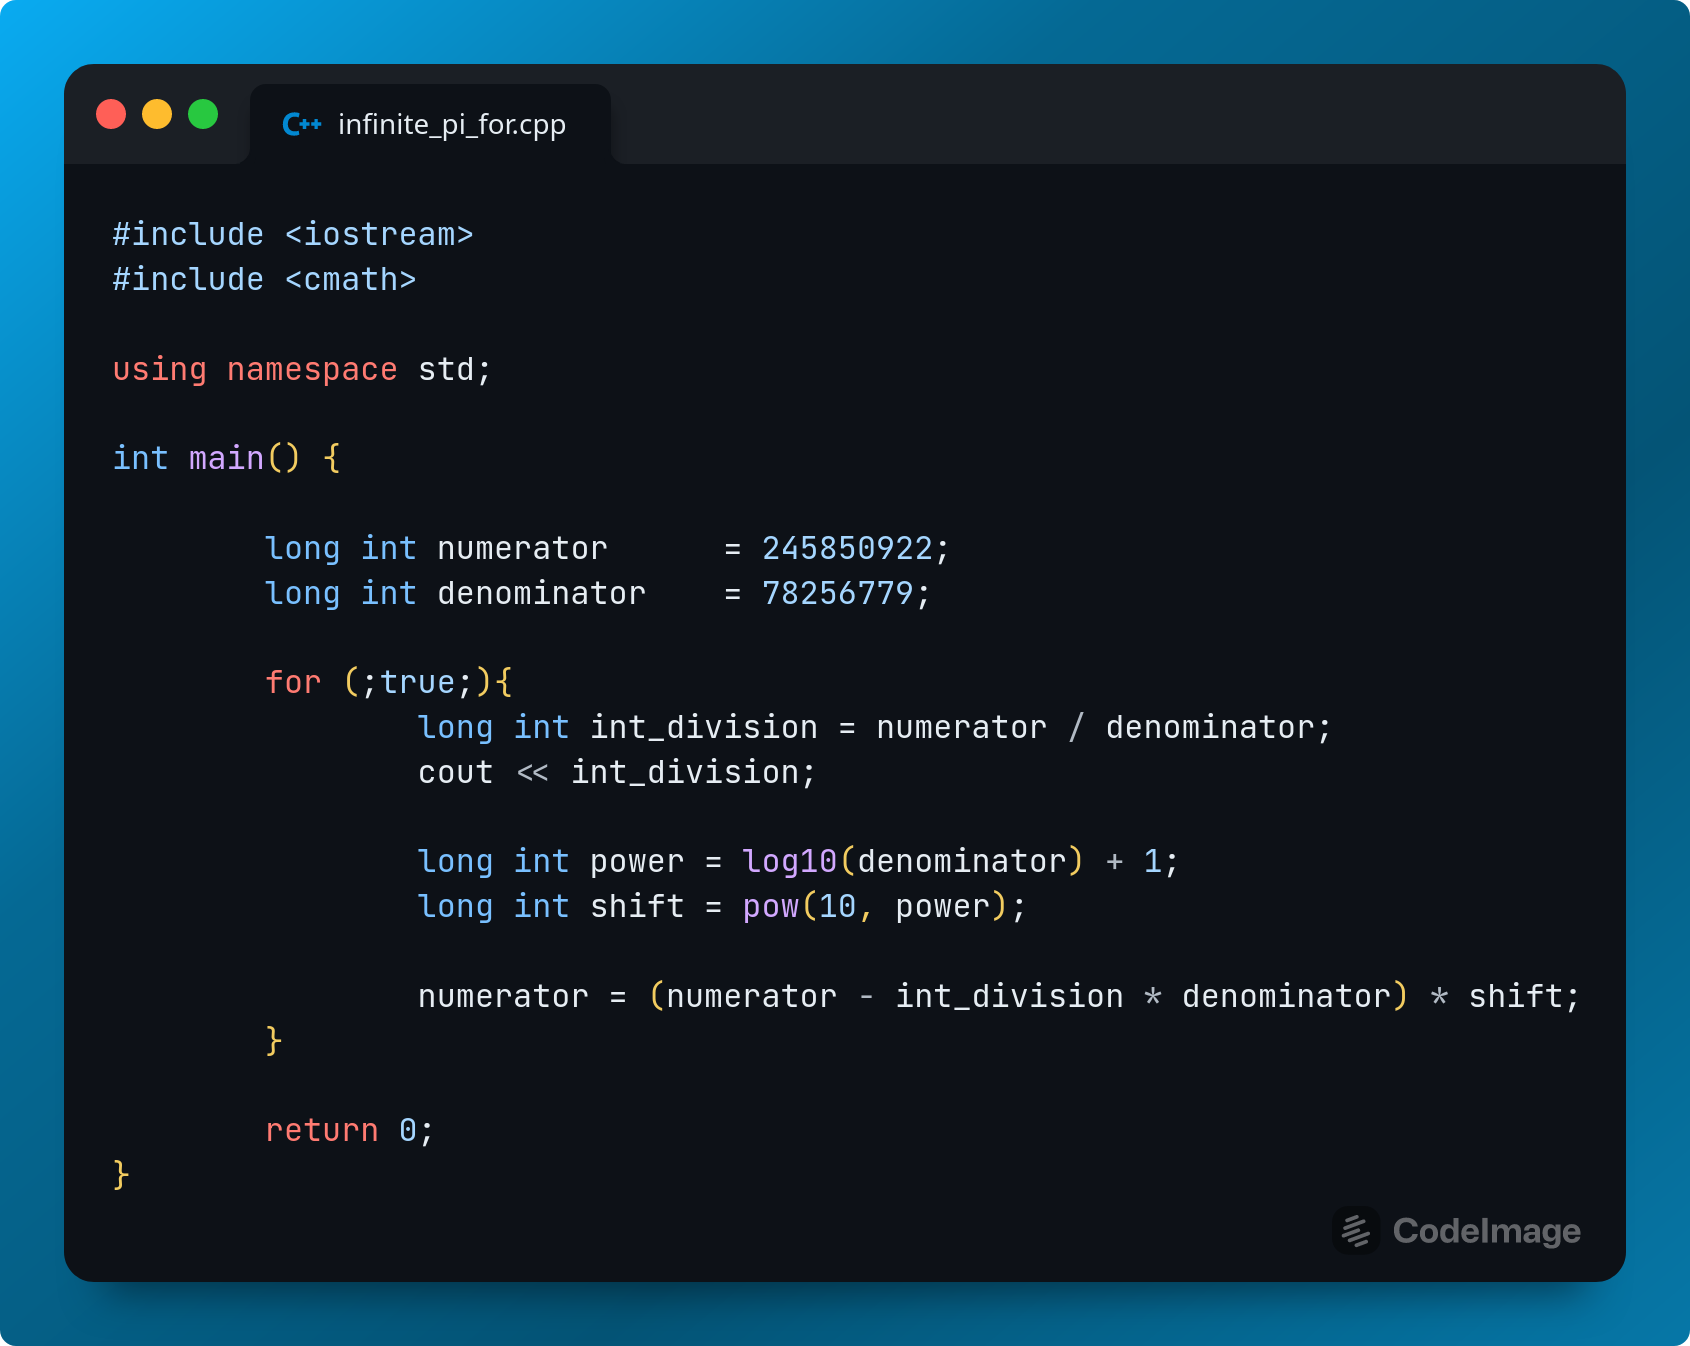 C++ infinite_pi_for.cpp
#include <iostream>
#include <cmath>
using namespace std;
int main() {
long int numerator = 245850922;
long int denominator = 78256779;
for (;true;){
long int int_division = numerator / denominator;
cout << int_division;
long int power = log10(denominator) + 1;
long int shift = pow(10, power);
numerator = (numerator - int_division * denominator) * shift;
}
return 0;
}
CodeImage